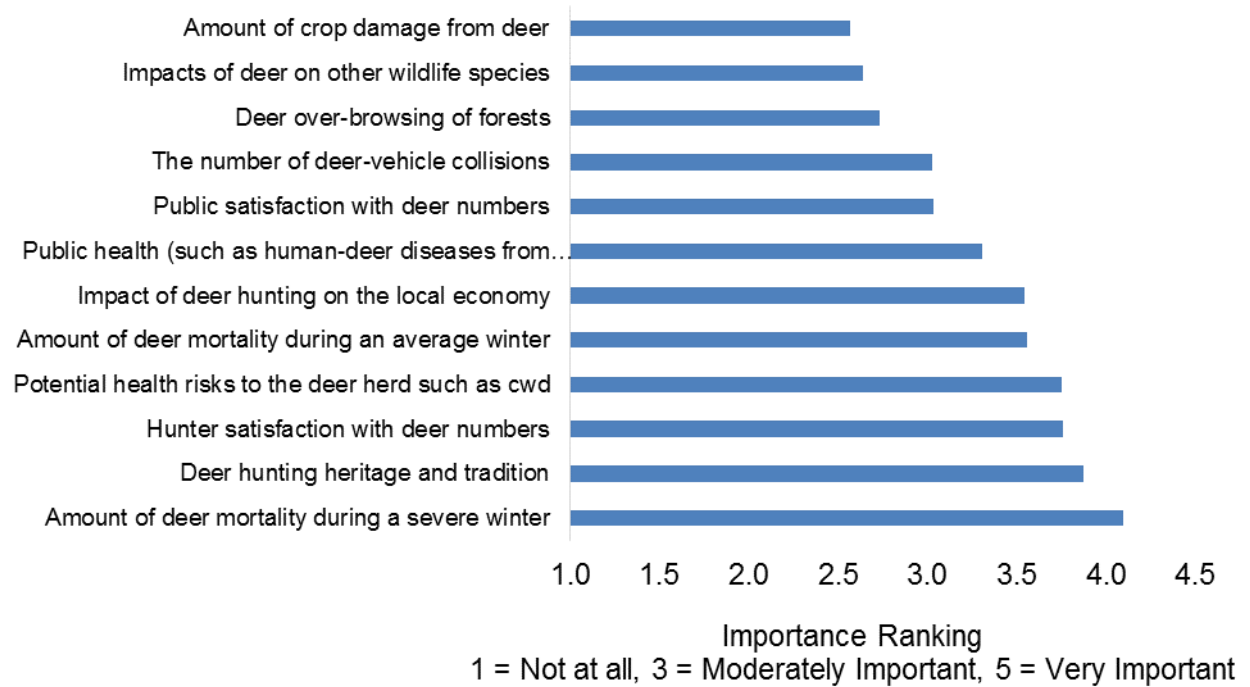 Amount of crop damage from deer
Impacts of deer on other wildlife species
Deer over-browsing of forests
The number of deer-vehicle collisions
Public satisfaction with deer numbers
Public health (such as human-deer diseases from…
Impact of deer hunting on the local economy
Amount of deer mortality during an average winter
Potential health risks to the deer herd such as cwd
Hunter satisfaction with deer numbers
Deer hunting heritage and tradition
Amount of deer mortality during a severe winter
1.0 1.5 2.0 2.5 3.0 3.5 4.0 4.5
Importance Ranking
1 = Not at all, 3 = Moderately Important, 5 = Very Important